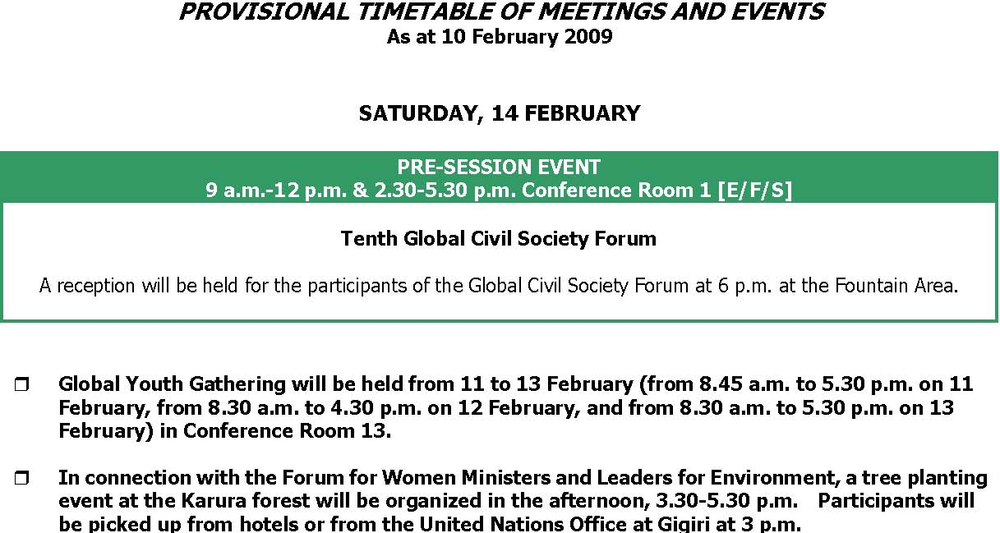 PROVISIONAL TIMETABLE OF MEETINGS AND EVENTS
As at 10 February 2009
SATURDAY, 14 FEBRUARY
PRE-SESSION EVENT
9 a.m.-12 p.m. & 2.30-5.30 p.m. Conference Room 1 [E/F/S]
Tenth Global Civil Society Forum
A reception will be held for the participants of the Global Civil Society Forum at 6 p.m. at the Fountain Area.
❒ Global Youth Gathering will be held from 11 to 13 February (from 8.45 a.m. to 5.30 p.m. on 11
February, from 8.30 a.m. to 4.30 p.m. on 12 February, and from 8.30 a.m. to 5.30 p.m. on 13
February) in Conference Room 13.
❒ In connection with the Forum for Women Ministers and Leaders for Environment, a tree planting
event at the Karura forest will be organized in the afternoon, 3.30-5.30 p.m. Participants will
be picked up from hotels or from the United Nations Office at Gigiri at 3 p.m.